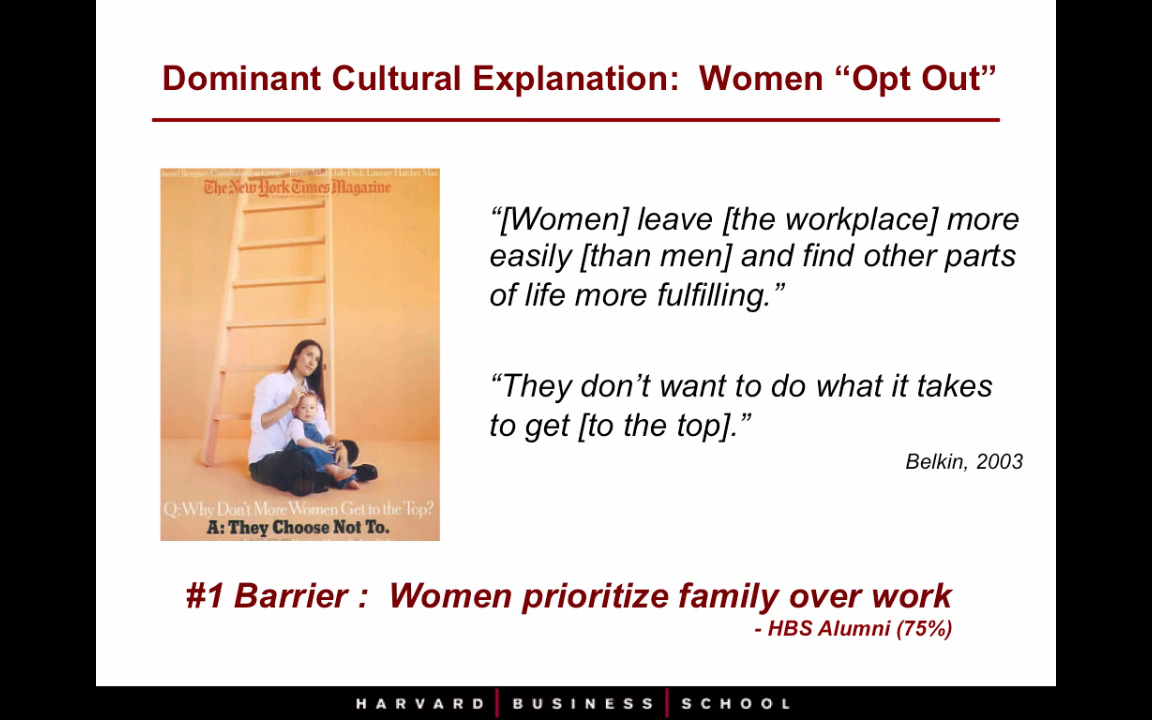 Dominant Cultural Explanation:  Women “Opt Out”
The New York Times Magazine
“[Women] leave [the workplace] more
easily [than men] and find other parts
of life more fulfilling.”
“They don’t want to do what it takes
to get [to the top].”
Belkin, 2003
Q: Why Don't More Women Get to the Top?
A: They Choose Not To.
#1 Barrier :  Women prioritize family over work
- HBS Alumni (75%)
HARVARD | BUSINESS | SCHOOL